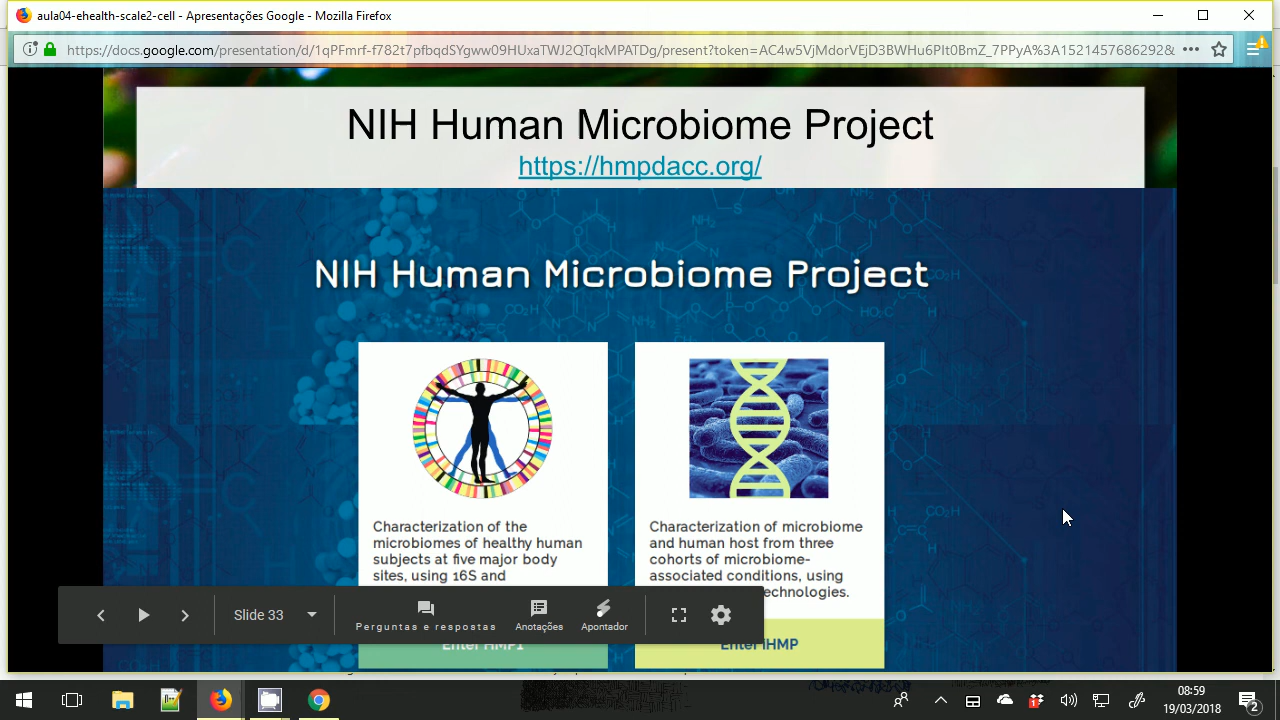 aula04-ehealth-scale2-cell - Apresentações Google - Mozilla Firefox
https://docs.google.com/presentation/d/1qPFmrf-f782t7pfbqdSYgww09HUxaTWJ2QTqkMPATDg/present?token=AC4w5VjMdorVEjD3BWHu6PIt0BmZ_7PPyA%3A1521457686292&
NIH Human Microbiome Project
https://hmpdacc.org/
NIH Human Microbiome Project
Characterization of the
microbiomes of healthy human
subjects at five major body
sites, using 16S and
Enter HMP1
Characterization of microbiome
and human host from three
cohorts of microbiome-
associated conditions, using
technologies.
Enter iHMP
Slide 33
Perguntas e respostas
Anotações
Apontador
08:59
19/03/2018
2